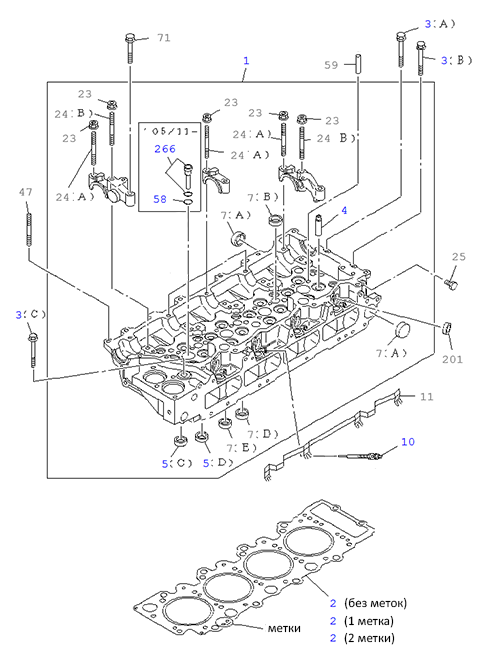 3(A)
71
1
59
3(B)
23
23
24(B)
23
' 05/11-
23
23
266
24(A)
24(B)
24(A)
24(A)
58
47
7(B)
4
7(A)
25
3(C)
7(A)
201
11
7(B)
7(E)
5(C)
5(D)
10
2 (без меток)
2 (1 метка)
метки
2 (2 метки)